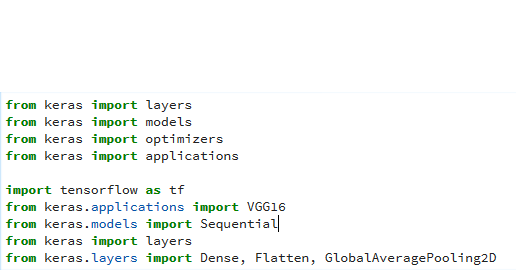 from keras import layers
from keras import models
from keras import optimizers
from keras import applications
import tensorflow as tf
from keras.applications import VGG16
from keras.models import Sequential
from keras import layers
from keras.layers import Dense, Flatten, GlobalAveragePooling2D